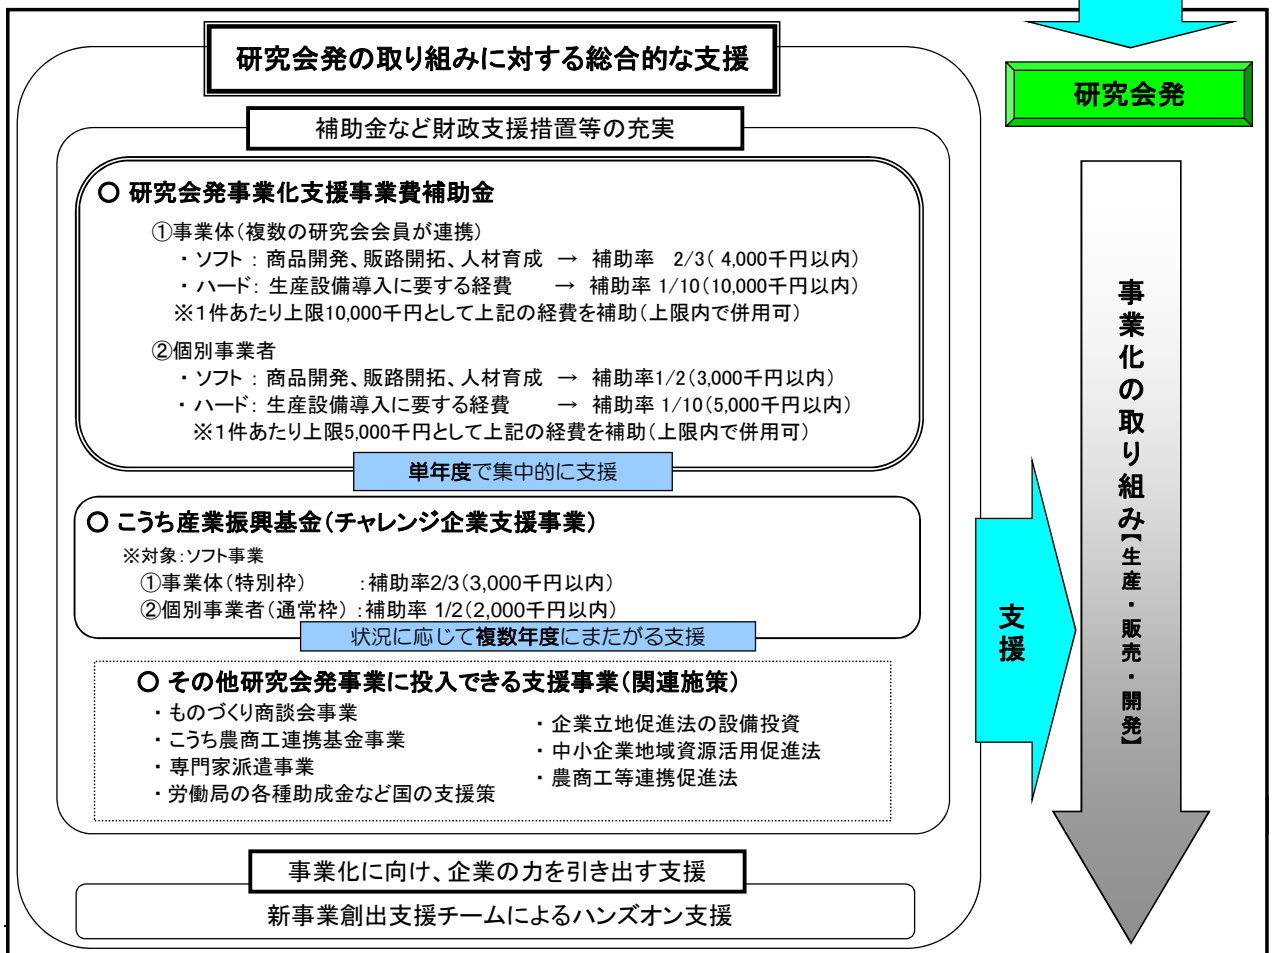 研究会発の取り組みに対する総合的な支援
補助金など財政支援措置等の充実
○ 研究会発事業化支援事業費補助金
①事業体(複数の研究会会員が連携)
・ソフト : 商品開発、販路開拓、人材育成 → 補助率 2/3( 4,000千円以内)
・ハード: 生産設備導入に要する経費 → 補助率 1/10(10,000千円以内)
※1件あたり上限10,000千円として上記の経費を補助(上限内で併用可)
②個別事業者
・ソフト : 商品開発、販路開拓、人材育成 → 補助率1/2(3,000千円以内)
・ハード: 生産設備導入に要する経費 → 補助率 1/10(5,000千円以内)
※1件あたり上限5,000千円として上記の経費を補助(上限内で併用可)
単年度で集中的に支援
○ こうち産業振興基金(チャレンジ企業支援事業)
※対象:ソフト事業
①事業体(特別枠) :補助率2/3(3,000千円以内)
②個別事業者(通常枠) :補助率 1/2(2,000千円以内)
状況に応じて複数年度にまたがる支援
○ その他研究会発事業に投入できる支援事業(関連施策)
・ものづくり商談会事業
・こうち農商工連携基金事業
・専門家派遣事業
・労働局の各種助成金など国の支援策
・企業立地促進法の設備投資
・中小企業地域資源活用促進法
・農商工等連携促進法
事業化に向け、企業の力を引き出す支援
新事業創出支援チームによるハンズオン支援
支援
研究会発
事業化の取り組み【生産・販売・開発】